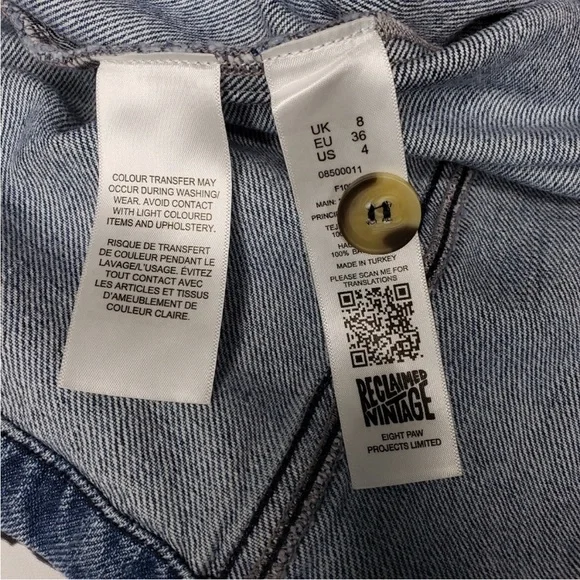 COLOUR TRANSFER MAY
OCCUR DURING WASHING/
WEAR. AVOID CONTACT
WITH LIGHT COLOURED
ITEMS AND UPHOLSTERY.
RISQUE DE TRANSFERT
DE COULEUR PENDANT LE
LAVAGE/L'USAGE. ÉVITEZ
TOUT CONTACT AVEC
LES ARTICLES ET TISSUS
D'AMEUBLEMENT DE
COULEUR CLAIRE.
UK 8
EU 36
US 4
08500011
MAIN:
100% BA
MADE IN TURKEY
PLEASE SCAN ME FOR
TRANSLATIONS
RECLAIMED
VINTAGE
EIGHT PAW
PROJECTS LIMITED